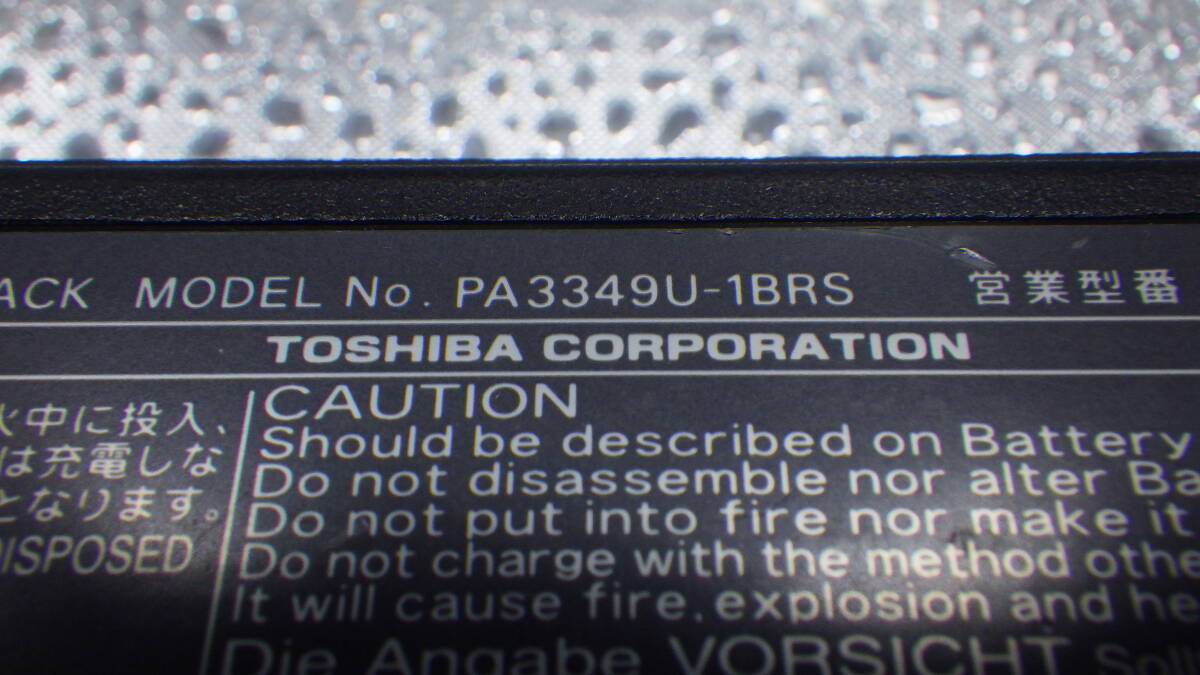 ACK MODEL No. PA3349U-1BRS 営業型番
TOSHIBA CORPORATION
火中に投入、
は充電しな
となります。
DISPOSED
CAUTION
Should be described on Battery
Do not disassemble nor alter Ba
Do not put into fire nor make it
Do not charge with the method othe
It will cause fire, explosion and he
Die Angabe VORSICHT Soll